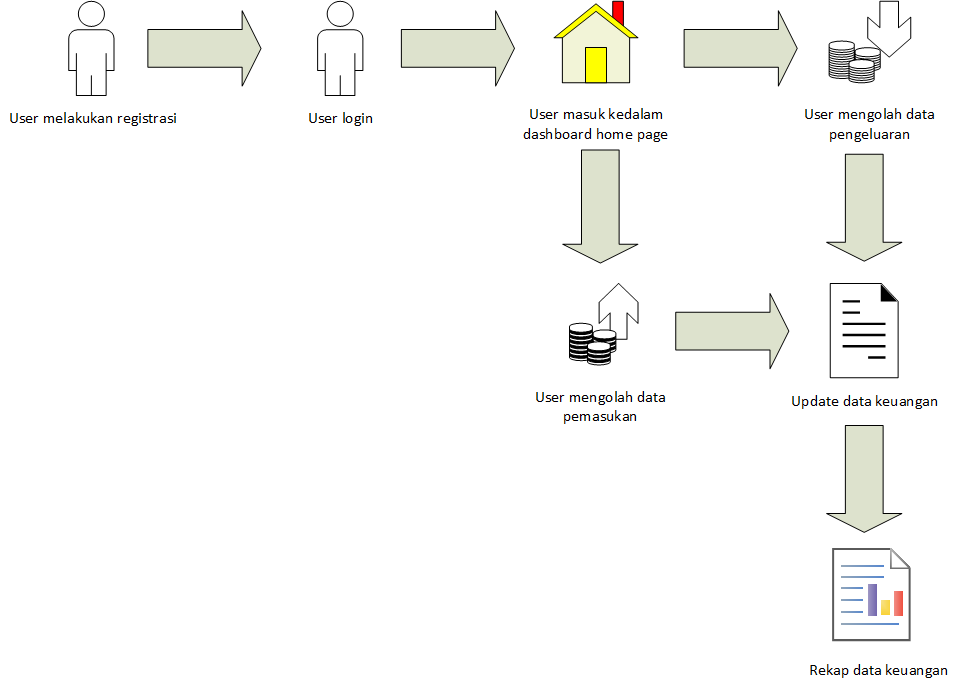 User melakukan registrasi
User login
User masuk kedalam
dashboard home page
User mengolah data
pengeluaran
User mengolah data
pemasukan
Update data keuangan
Rekap data keuangan